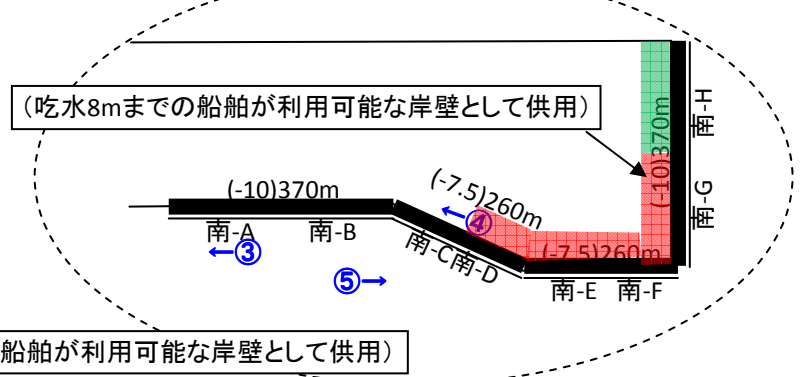 （吃水8mまでの船舶が利用可能な岸壁として供用）
(-10)370m
南-H
南-G
(-10)370m
(-7.5)260m
④
南-A
南-B
③
南-C南-D
(-7.5)260m
⑤
南-E
南-F
船舶が利用可能な岸壁として供用）